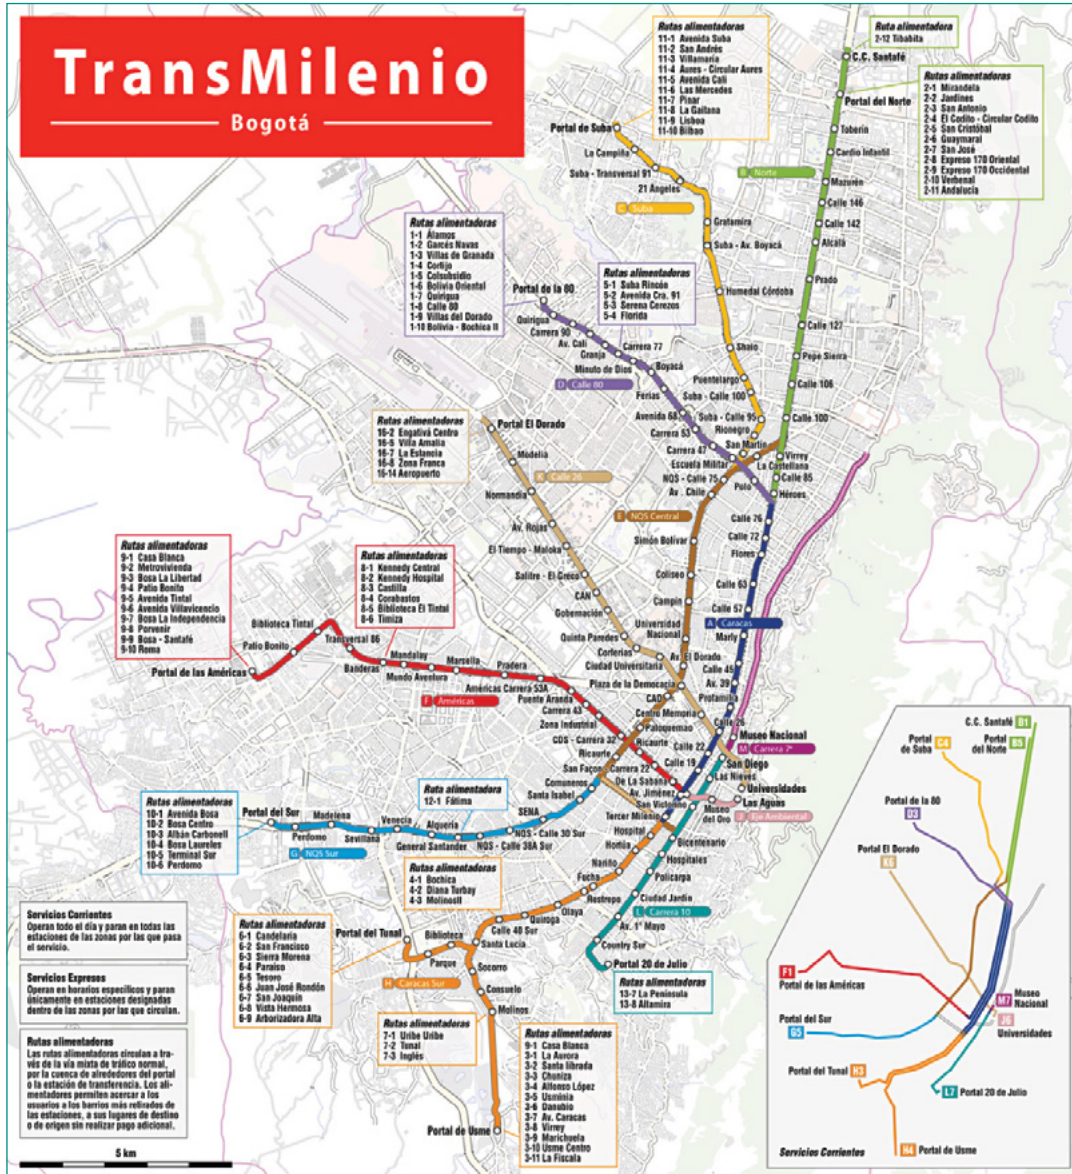 TransMilenio
Bogotá
Rutas alimentadoras
11-1 Avenida Suba
11-2 San Andrés
11-3 Villamaría
11-4 Aures - Circular Aures
11-5 Avenida Cali
11-6 Las Mercedes
11-7 Pinar
11-8 La Gaitana
11-9 Lisboa
11-10 Bilbao
Ruta alimentadora
2-12 Tibabita
Rutas alimentadoras
2-1 Mirandela
2-2 Jardines
2-3 San Antonio
2-4 El Codito - Circular Codito
2-5 San Cristóbal
2-6 Guaymaral
2-7 San José
2-8 Expreso 170 Oriental
2-9 Expreso 170 Occidental
2-10 Verbenal
2-11 Andalucía
C.C. Santafé
Portal del Norte
Toberín
Cardio Infantil
Mazurén
Calle 146
Calle 142
Alcalá
Prado
Calle 127
Pepe Sierra
Calle 106
Calle 100
Virrey
Calle 85
Héroes
B Norte
Portal de Suba
La Campiña
Suba - Transversal 91
21 Ángeles
C Suba
Gratamira
Suba - Av. Boyacá
Humedal Córdoba
Shaio
Puentelargo
Suba - Calle 100
Suba - Calle 95
Rionegro
San Martín
Rutas alimentadoras
1-1 Álamos
1-2 Garcés Navas
1-3 Villas de Granada
1-4 Cortijo
1-5 Colsubsidio
1-6 Bolivia Oriental
1-7 Quirigua
1-8 Calle 80
1-9 Villas del Dorado
1-10 Bolivia - Bochica II
Rutas alimentadoras
5-1 Suba Rincón
5-2 Avenida Cra. 91
5-3 Serena Cerezos
5-4 Florida
Portal de la 80
Quirigua
Carrera 90
Av. Cali
Granja
Carrera 77
Minuto de Dios
Boyacá
D Calle 80
Ferias
Avenida 68
Carrera 53
Carrera 47
Escuela Militar
Polo
La Castellana
NQS - Calle 75
Av . Chile
E NQS Central
Simón Bolívar
Coliseo
Campín
Universidad
Nacional
Av. El Dorado
CAD
Paloquemao
Ricaurte
Rutas alimentadoras
16-2 Engativá Centro
16-5 Villa Amalia
16-7 La Estancia
16-8 Zona Franca
16-14 Aeropuerto
Portal El Dorado
Modelia
K Calle 26
Normandía
Av. Rojas
El Tiempo - Maloka
Salitre - El Greco
CAN
Gobernación
Quinta Paredes
Corferias
Ciudad Universitaria
Plaza de la Democracia
Centro Memoria
Calle 76
Calle 72
Flores
Calle 63
Calle 57
A Caracas
Marly
Calle 45
Av. 39
Profamilia
Calle 26
Calle 22
Calle 19
Av. Jiménez
Tercer Milenio
Museo Nacional
M Carrera 7ª
San Diego
Las Nieves
San Victorino
Universidades
Las Aguas
Museo
del Oro
J Eje Ambiental
Rutas alimentadoras
9-1 Casa Blanca
9-2 Metrovivienda
9-3 Bosa La Libertad
9-4 Patio Bonito
9-5 Avenida Tintal
9-6 Avenida Villavicencio
9-7 Bosa La Independencia
9-8 Porvenir
9-9 Bosa - Santafé
9-10 Roma
Rutas alimentadoras
8-1 Kennedy Central
8-2 Kennedy Hospital
8-3 Castilla
8-4 Corabastos
8-5 Biblioteca El Tintal
8-6 Timiza
Biblioteca Tintal
Patio Bonito
Portal de las Américas
Transversal 86
Banderas
Mandalay
Mundo Aventura
Marsella
Pradera
Américas Carrera 53A
F Américas
Puente Aranda
Carrera 43
Zona Industrial
CDS - Carrera 32
Ricaurte
San Façon - Carrera 22
De La Sabana
Comuneros
Santa Isabel
SENA
NQS - Calle 30 Sur
NQS - Calle 38A Sur
General Santander
Alquería
Venecia
Sevillana
Madelena
Perdomo
Portal del Sur
G NQS Sur
Ruta alimentadora
12-1 Fátima
Rutas alimentadoras
10-1 Avenida Bosa
10-2 Bosa Centro
10-3 Albán Carbonell
10-4 Bosa Laureles
10-5 Terminal Sur
10-6 Perdomo
Rutas alimentadoras
4-1 Bochica
4-2 Diana Turbay
4-3 MolinosII
Hospital
Hortúa
Nariño
Fucha
Restrepo
Olaya
Quiroga
Calle 40 Sur
Santa Lucía
Bicentenario
Hospitales
Policarpa
Ciudad Jardín
L Carrera 10
Av. 1° Mayo
Country Sur
Portal 20 de Julio
Rutas alimentadoras
13-7 La Península
13-8 Altamira
Portal del Tunal
Biblioteca
Parque
H Caracas Sur
Socorro
Consuelo
Molinos
Portal de Usme
Rutas alimentadoras
6-1 Candelaria
6-2 San Francisco
6-3 Sierra Morena
6-4 Paraíso
6-5 Tesoro
6-6 Juan José Rondón
6-7 San Joaquín
6-8 Vista Hermosa
6-9 Arborizadora Alta
Rutas alimentadoras
7-1 Uribe Uribe
7-2 Tunal
7-3 Inglés
Rutas alimentadoras
9-1 Casa Blanca
3-1 La Aurora
3-2 Santa librada
3-3 Chuniza
3-4 Alfonso López
3-5 Usminia
3-6 Danubio
3-7 Av. Caracas
3-8 Virrey
3-9 Marichuela
3-10 Usme Centro
3-11 La Fiscala
Servicios Corrientes
Operan todo el día y paran en todas las
estaciones de las zonas por las que pasa
el servicio.
Servicios Expresos
Operan en horarios específicos y paran
únicamente en estaciones designadas
dentro de las zonas por las que circulan.
Rutas alimentadoras
Las rutas alimentadoras circulan a tra-
vés de la vía mixta de tráfico normal,
por la cuenca de alrededores del portal
o la estación de transferencia. Los ali-
mentadores permiten acercar a los
usuarios a los barrios más retirados de
las estaciones, a sus lugares de destino
o de origen sin realizar pago adicional.
5 km
C.C. Santafé B1
Portal
del Norte B5
Portal
de Suba C4
Portal de la 80
D3
Portal El Dorado
K6
F1
Portal de las Américas
Portal del Sur
G5
M7 Museo
Nacional
J6
Universidades
Portal del Tunal H3
L7 Portal 20 de Julio
H4 Portal de Usme
Servicios Corrientes